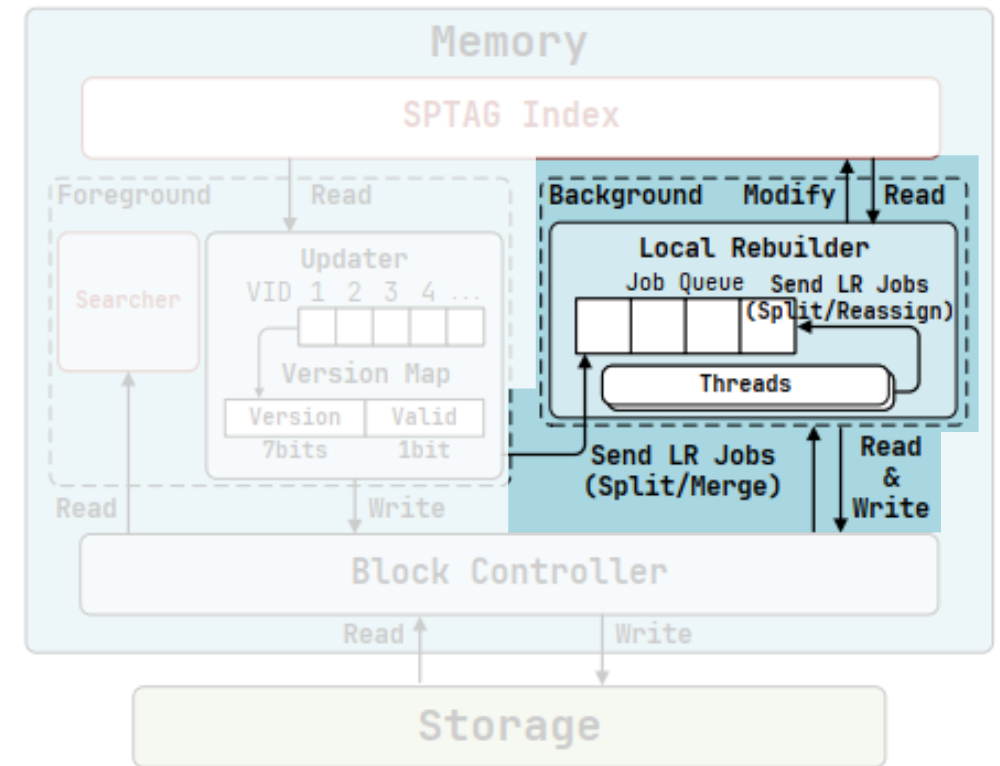 Memory
SPTAG Index
Foreground
Read
Background
Modify
Read
Searcher
Updater
VID 1 2 3 4 ...
Version Map
Version
Valid
7bits
1bit
Local Rebuilder
Job Queue
Send LR Jobs
(Split/Reassign)
Threads
Send LR Jobs
(Split/Merge)
Read
&
Write
Read
Write
Block Controller
Read
Write
Storage